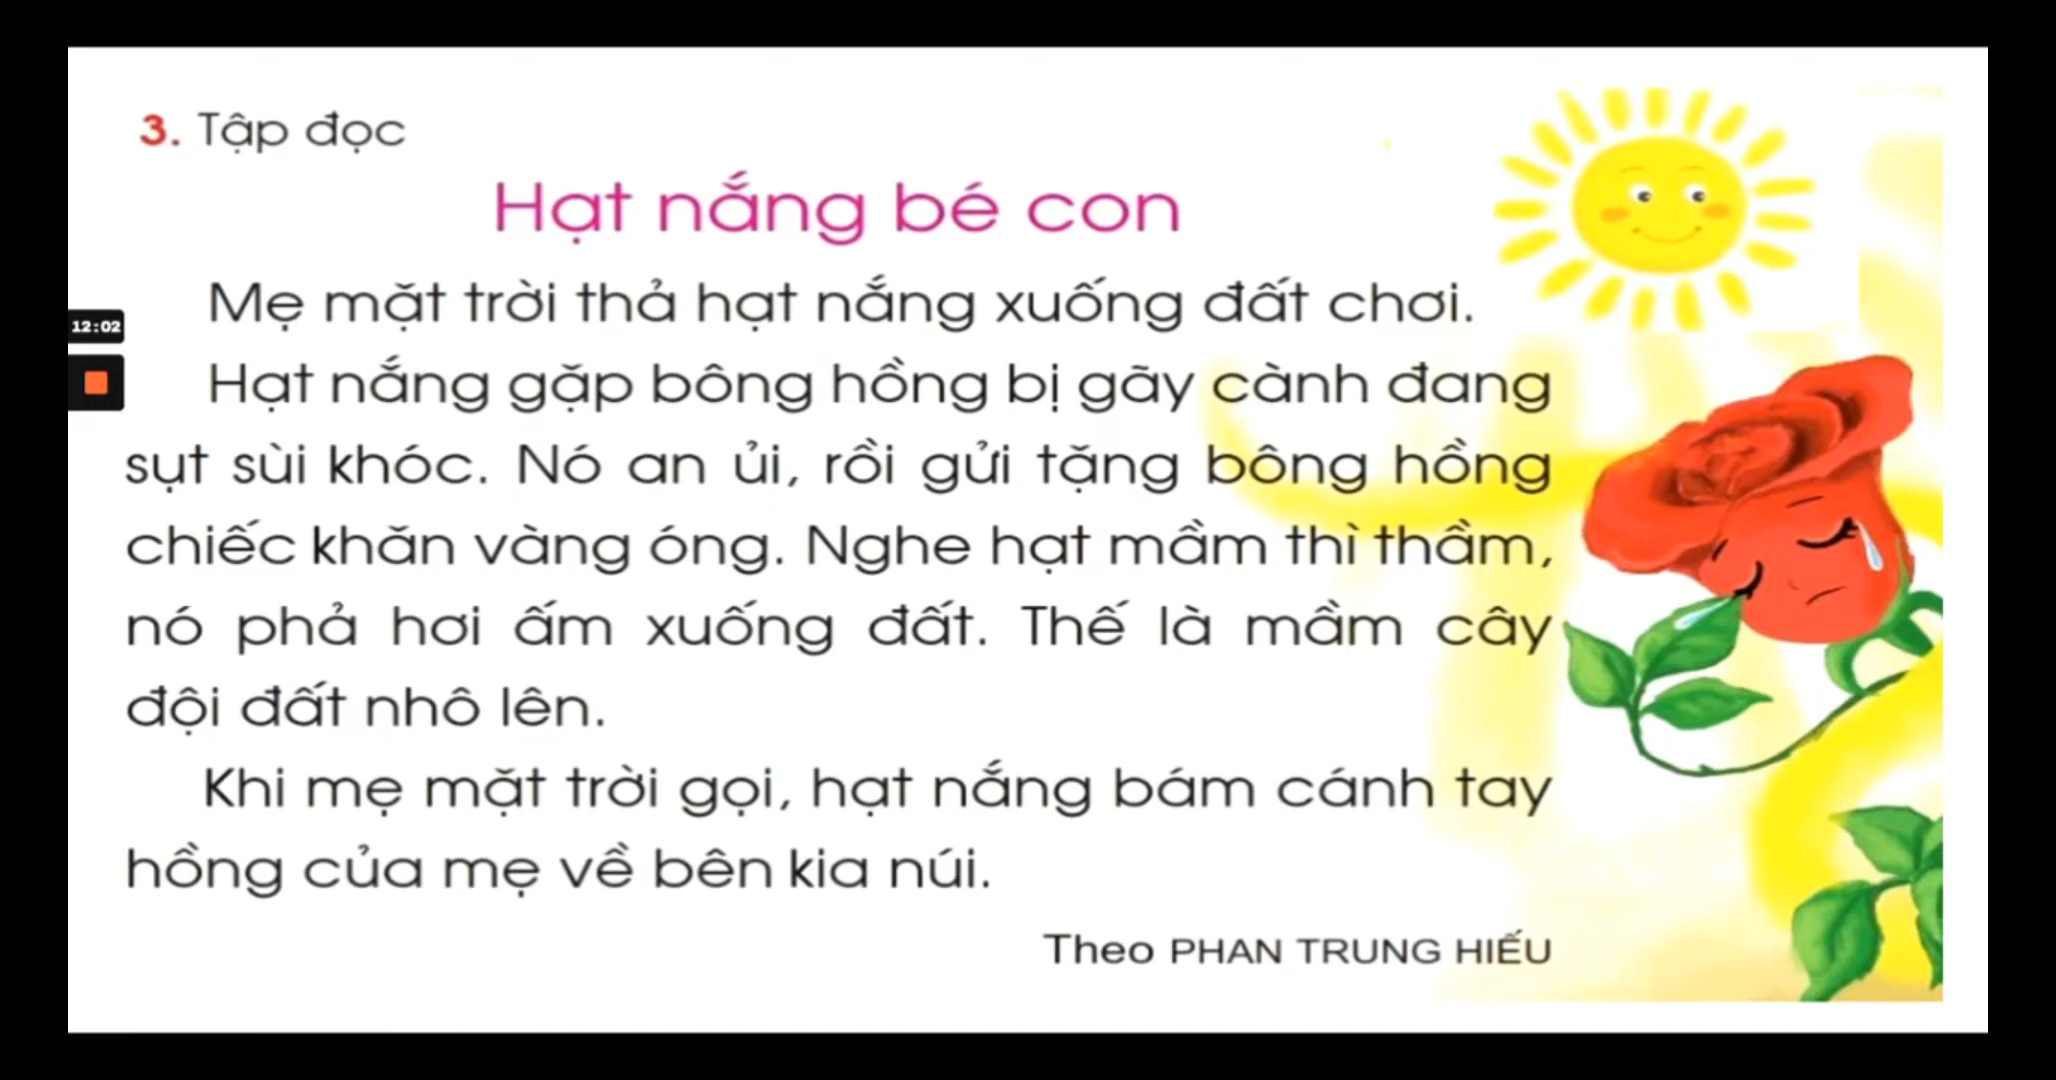 3. Tập đọc
Hạt nắng bé con
Mẹ mặt trời thả hạt nắng xuống đất chơi.
12:02
Hạt nắng gặp bông hồng bị gãy cành đang
sụt sùi khóc. Nó an ủi, rồi gửi tặng bông hồng
chiếc khăn vàng óng. Nghe hạt mầm thì thầm,
nó phả hơi ấm xuống đất. Thế là mầm cây
đội đất nhô lên.
Khi mẹ mặt trời gọi, hạt nắng bám cánh tay
hồng của mẹ về bên kia núi.
Theo PHAN TRUNG HIẾU